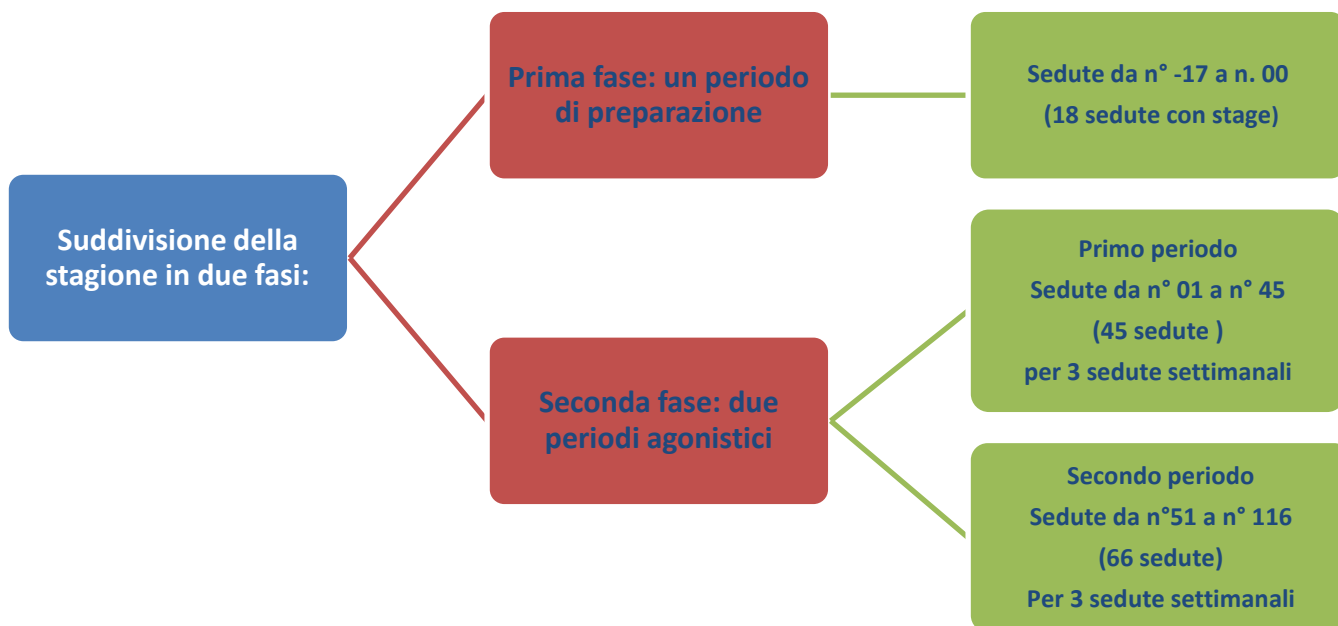 Suddivisione della
stagione in due fasi:
Prima fase: un periodo
di preparazione
Sedute da n° -17 a n. 00
(18 sedute con stage)
Seconda fase: due
periodi agonistici
Primo periodo
Sedute da n° 01 a n° 45
(45 sedute )
per 3 sedute settimanali
Secondo periodo
Sedute da n°51 a n° 116
(66 sedute)
Per 3 sedute settimanali